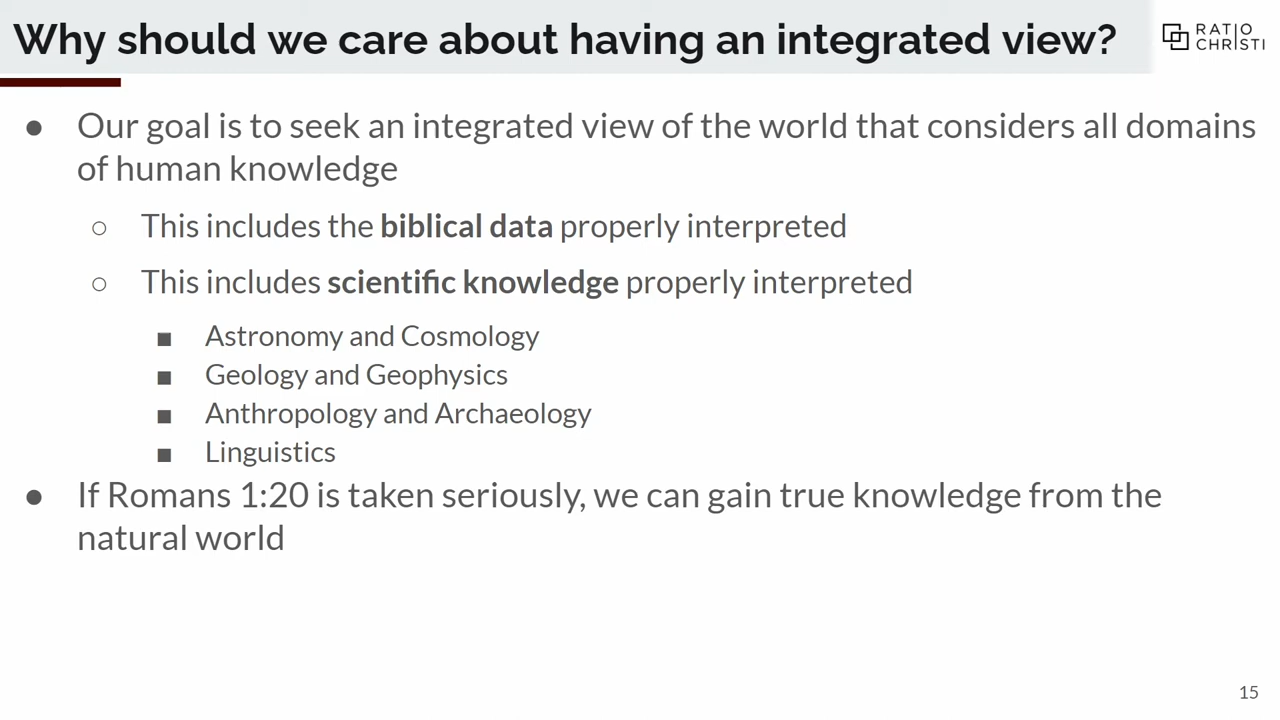 Why should we care about having an integrated view?
RATIO
CHRISTI
● Our goal is to seek an integrated view of the world that considers all domains
of human knowledge
○ This includes the biblical data properly interpreted
○ This includes scientific knowledge properly interpreted
■ Astronomy and Cosmology
■ Geology and Geophysics
■ Anthropology and Archaeology
■ Linguistics
● If Romans 1:20 is taken seriously, we can gain true knowledge from the
natural world
15